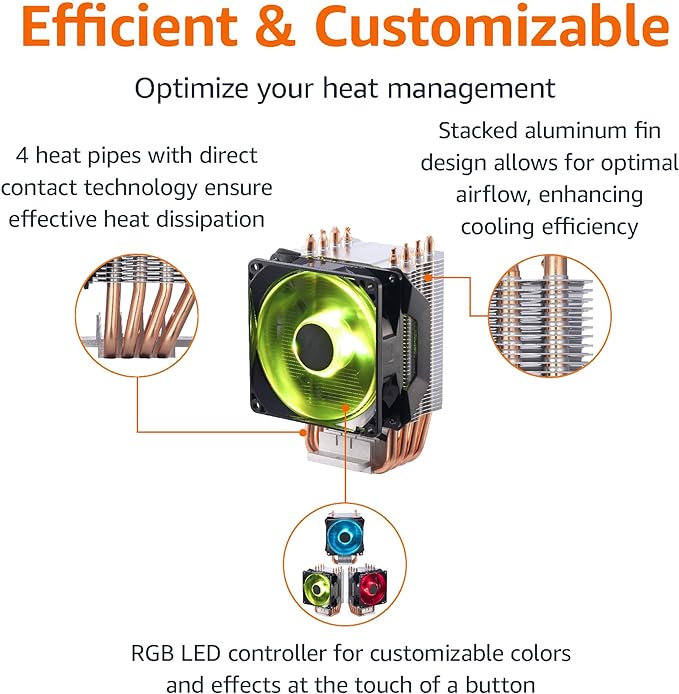 Efficient & Customizable
Optimize your heat management
4 heat pipes with direct
contact technology ensure
effective heat dissipation
Stacked aluminum fin
design allows for optimal
airflow, enhancing
cooling efficiency
RGB LED controller for customizable colors
and effects at the touch of a button